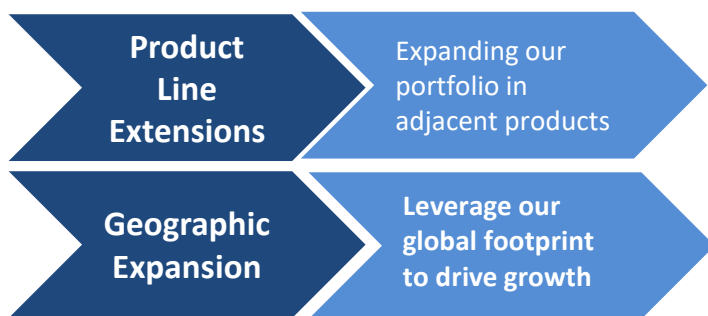 Product
Line
Extensions
Expanding our
portfolio in
adjacent products
Geographic
Expansion
Leverage our
global footprint
to drive growth